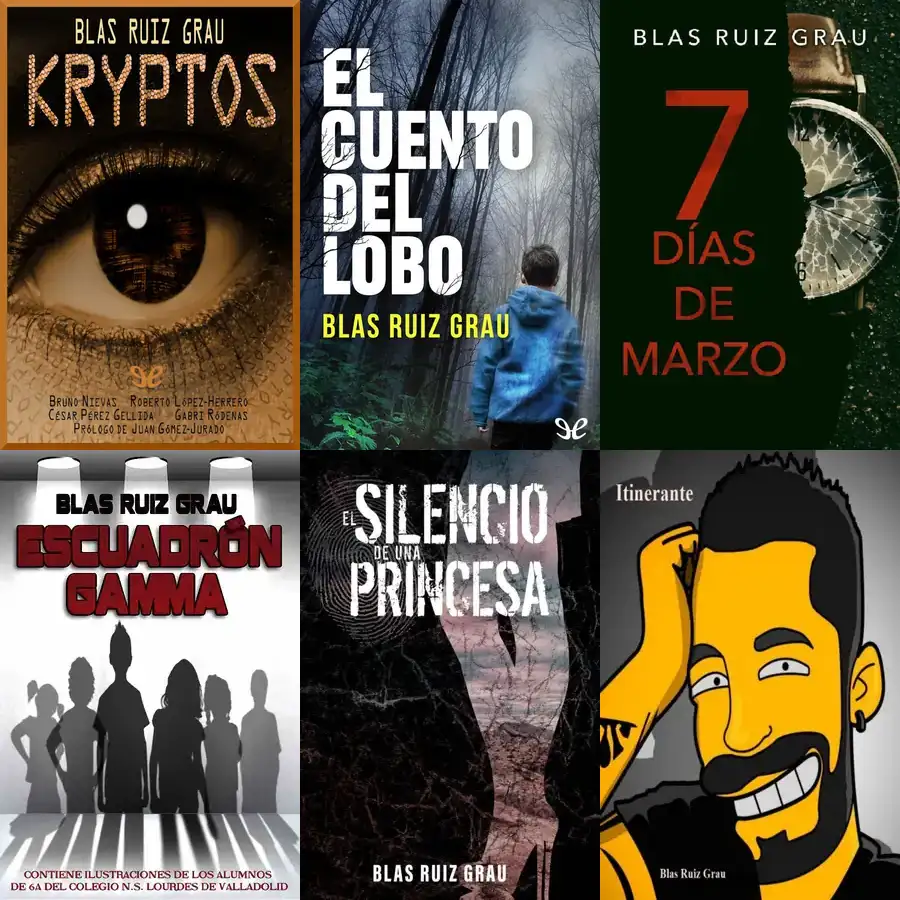 BLAS RUIZ GRAU
KRYPTOS
BRUNO NIEVAS ROBERTO LÓPEZ-HERRERO
CÉSAR PÉREZ GELLIDA GABRI RÓDENAS
PRÓLOGO DE JUAN GÓMEZ-JURADO
EL
CUENTO
DEL
LOBO
BLAS RUIZ GRAU
BLAS RUIZ GRAU
7
DÍAS
DE
MARZO
12
6
BLAS RUIZ GRAU
ESCUADRÓN
GAMMA
CONTIENE ILUSTRACIONES DE LOS ALUMNOS
DE 6A DEL COLEGIO N.S. LOURDES DE VALLADOLID
EL SILENCIO
DE UNA
PRINCESA
BLAS RUIZ GRAU
Itinerante
Blas Ruiz Grau